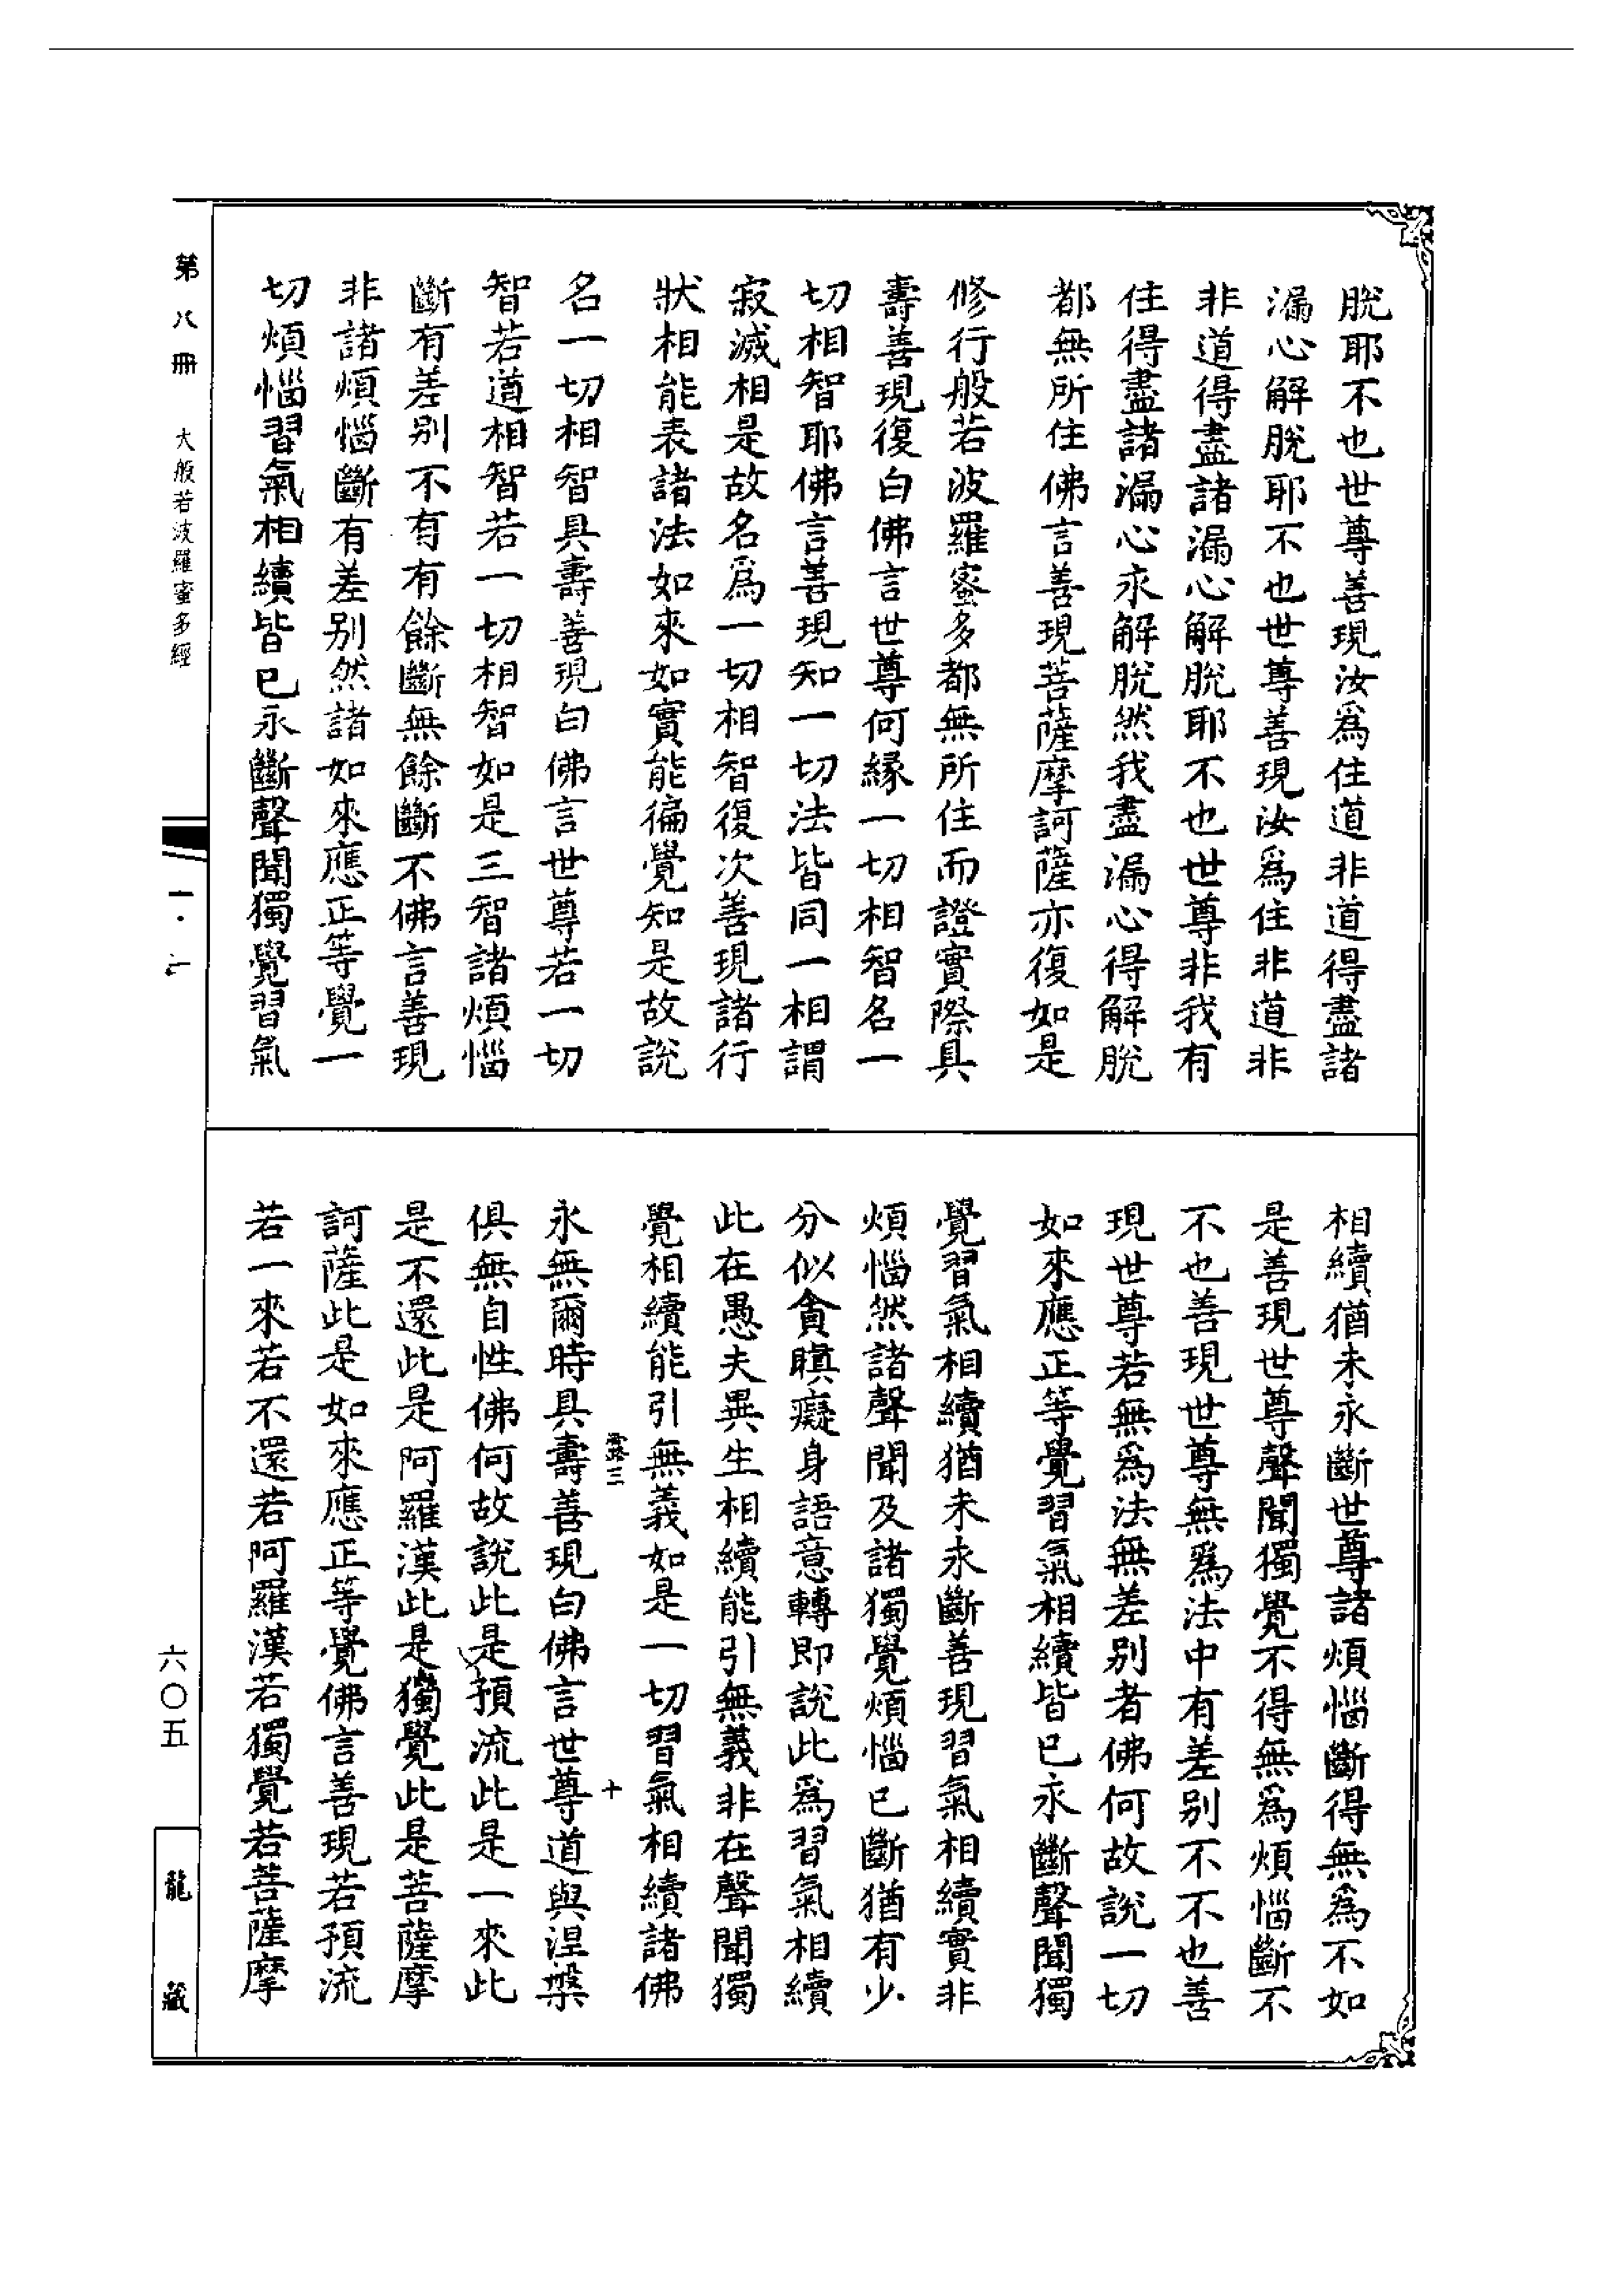 脫耶不也世尊善現汝爲住道非道得盡諸
漏心解脫耶不也世尊善現汝爲住非道非
非道得盡諸漏心解脫耶不也世尊非我有
住得盡諸漏心永解脫然我盡漏心得解脫
都無所住佛言善現菩薩摩訶薩亦復如是
修行般若波羅蜜多都無所住而證實際具
壽善現復白佛言世尊何緣一切相智名一
切相智耶佛言善現知一切法皆同一相謂
寂滅相是故名爲一切相智復次善現諸行
狀相能表諸法如來如實能徧覺知是故說
名一切相智具壽善現白佛言世尊若一切
智若道相智若一切相智如是三智諸煩惱
斷有差別不有有餘斷無餘斷不佛言善現
非諸煩惱斷有差別然諸如來應正等覺一
切煩惱習氣相續皆已永斷聲聞獨覺習氣
相續猶未永斷世尊諸煩惱斷得無爲不如
是善現世尊聲聞獨覺不得無爲煩惱斷不
不也善現世尊無爲法中有差別不不也善
現世尊若無爲法無差別者佛何故說一切
如來應正等覺習氣相續皆已永斷聲聞獨
覺習氣相續猶未永斷善現習氣相續實非
煩惱然諸聲聞及諸獨覺煩惱已斷猶有少
分似貪瞋癡身語意轉即說此爲習氣相續
此在愚夫異生相續能引無義非在聲聞獨
覺相續能引無義如是一切習氣相續諸佛
三 十
永無爾時具壽善現白佛言世尊道與涅槃
俱無自性佛何故說此是預流此是一來此
是不還此是阿羅漢此是獨覺此是菩薩摩
訶薩此是如來應正等覺佛言善現若預流
若一來若不還若阿羅漢若獨覺若菩薩摩
第八冊 大般若波羅蜜多經
六〇五
龍藏